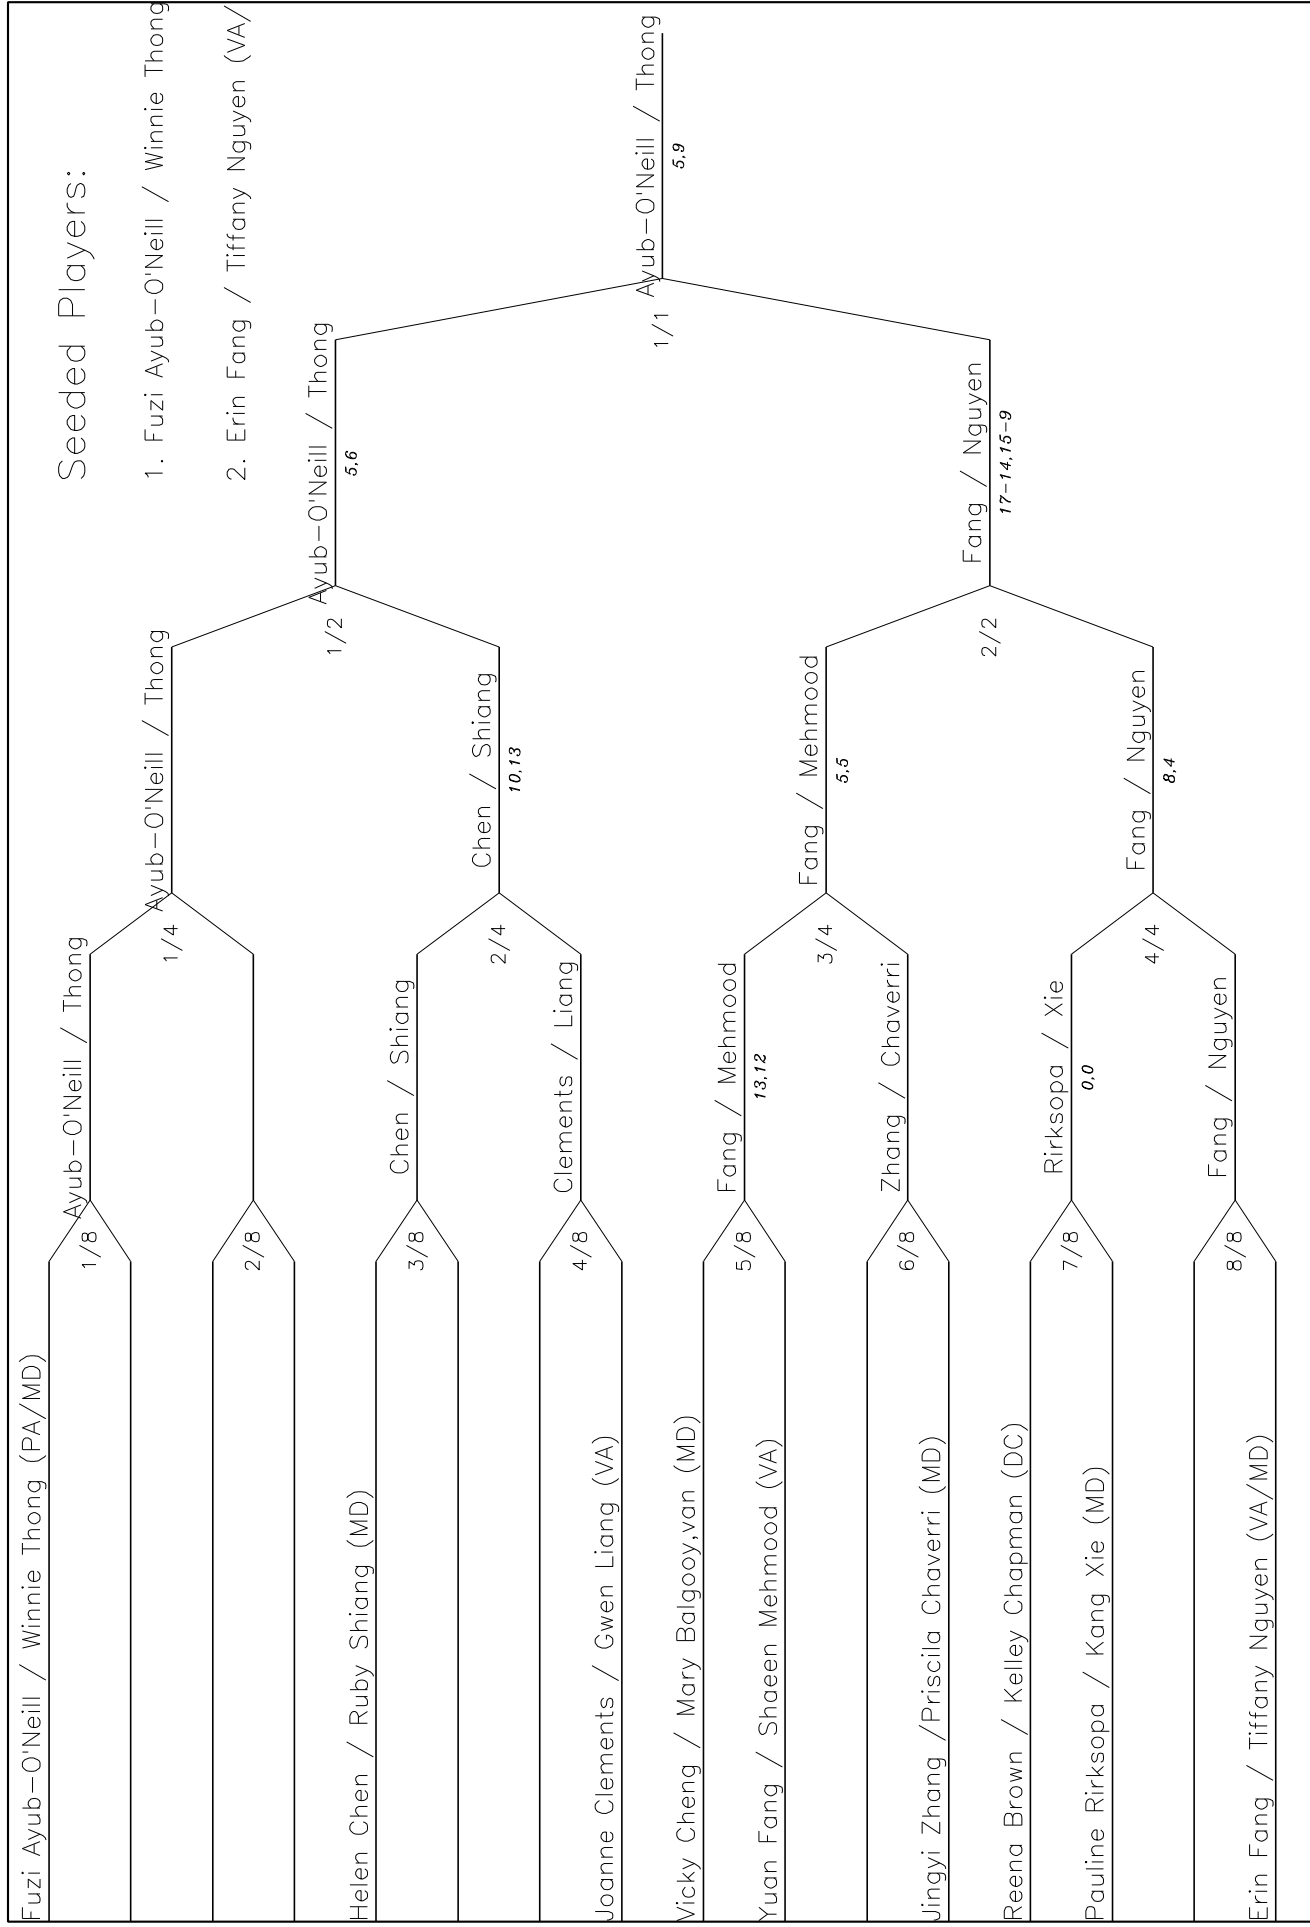 Seeded Players:
1. Fuzi Ayub-O'Neill / Winnie Thong
2. Erin Fang / Tiffany Nguyen (VA/
Fuzi Ayub-O'Neill / Winnie Thong (PA/MD)
Helen Chen / Ruby Shiang (MD)
Joanne Clements / Gwen Liang (VA)
Vicky Cheng / Mary Balgooy,van (MD)
Yuan Fang / Shaeen Mehmood (VA)
Jingyi Zhang /Priscila Chaverri (MD)
Reena Brown / Kelley Chapman (DC)
Pauline Rirksopa / Kang Xie (MD)
Erin Fang / Tiffany Nguyen (VA/MD)
1/8
2/8
3/8
4/8
5/8
6/8
7/8
8/8
Ayub-O'Neill / Thong
Chen / Shiang
Clements / Liang
Fang / Mehmood
13,12
Zhang / Chaverri
Rirksopa / Xie
0,0
Fang / Nguyen
1/4
2/4
3/4
4/4
Ayub-O'Neill / Thong
Chen / Shiang
10,13
Fang / Mehmood
5,5
Fang / Nguyen
8,4
1/2
2/2
Ayub-O'Neill / Thong
5,6
Fang / Nguyen
17-14,15-9
1/1
Ayub-O'Neill / Thong
5,9